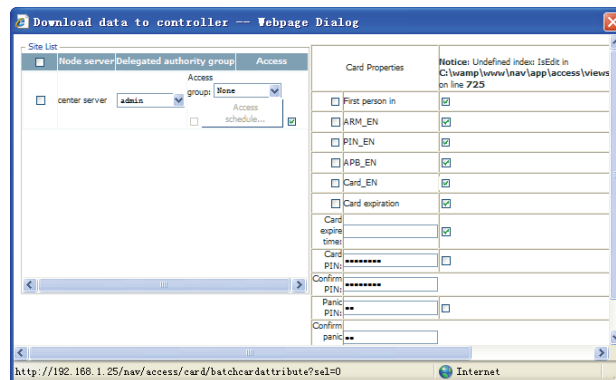 Download data to controller -- Webpage Dialog
Site List
Node server Delegated authority group Access
center server admin
Access
group: None
Access
schedule...
Card Properties
Notice: Undefined index: IsEdit in
C:\wamp\www\nav\app\access\views
on line 725
First person in
ARM_EN
PIN_EN
APB_EN
Card_EN
Card expiration
Card
expire
time:
Card
PIN: ••••••••
Confirm
PIN: ••••••••
Panic
PIN: ••
Confirm
panic ••
http://192.168.1.25/nav/access/card/batchcardattribute?sel=0 Internet